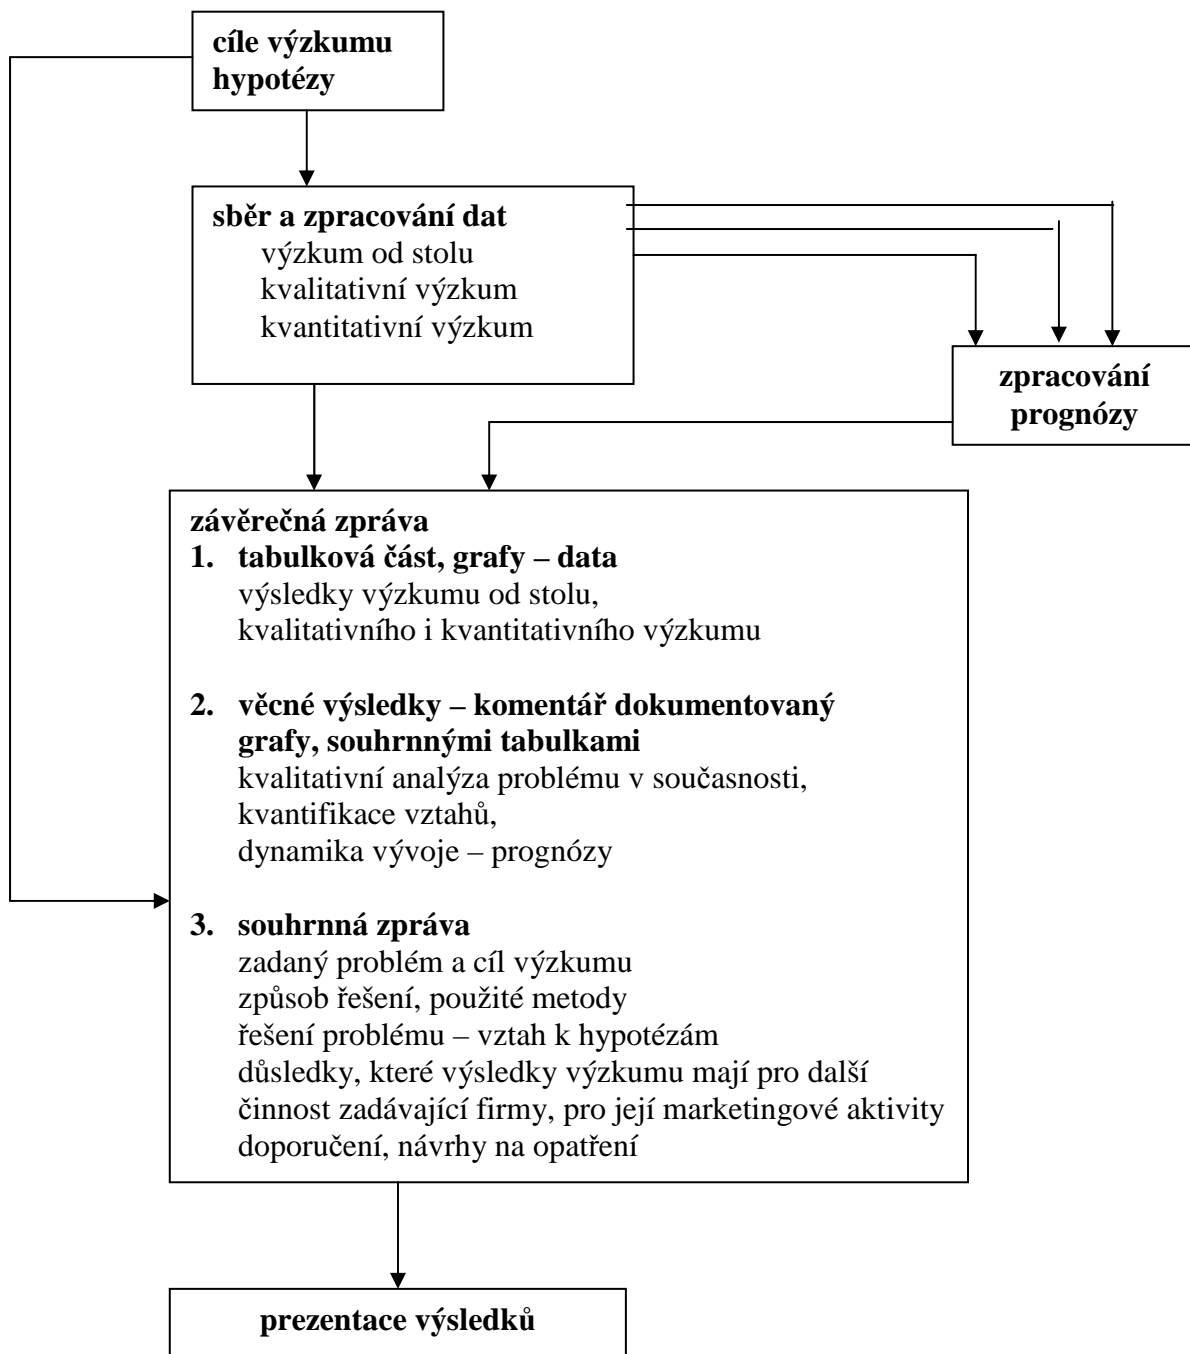 cíle výzkumu
hypotézy
sběr a zpracování dat
výzkum od stolu
kvalitativní výzkum
kvantitativní výzkum
zpracování
prognózy
závěrečná zpráva
1. tabulková část, grafy – data
výsledky výzkumu od stolu,
kvalitativního i kvantitativního výzkumu
2. věcné výsledky – komentář dokumentovaný
grafy, souhrnnými tabulkami
kvalitativní analýza problému v současnosti,
kvantifikace vztahů,
dynamika vývoje – prognózy
3. souhrnná zpráva
zadaný problém a cíl výzkumu
způsob řešení, použité metody
řešení problému – vztah k hypotézám
důsledky, které výsledky výzkumu mají pro další
činnost zadávající firmy, pro její marketingové aktivity
doporučení, návrhy na opatření
prezentace výsledků